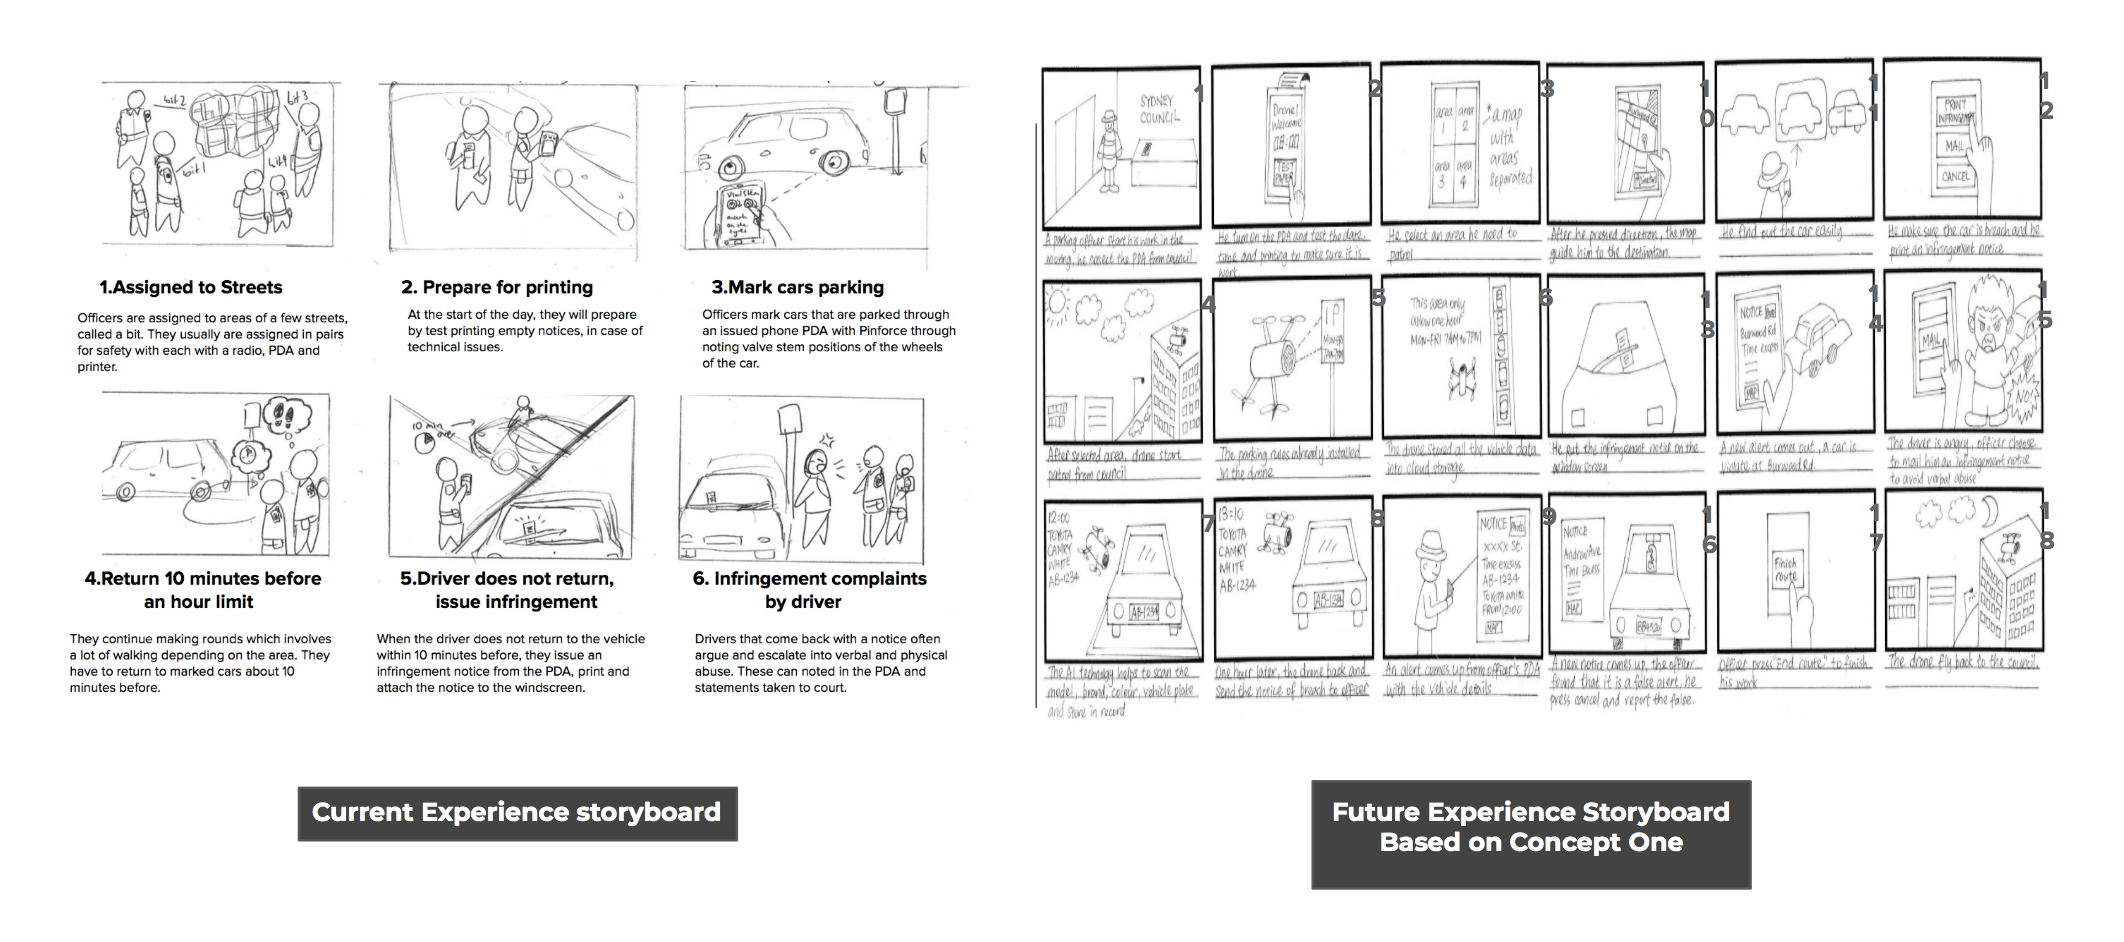 bit2
bit3
bit1
bit4
1.Assigned to Streets
Officers are assigned to areas of a few streets,
called a bit. They usually are assigned in pairs
for safety with each with a radio, PDA and
printer.
2. Prepare for printing
At the start of the day, they will prepare
by test printing empty notices, in case of
technical issues.
mark
on the
3.Mark cars parking
Officers mark cars that are parked through
an issued phone PDA with Pinforce through
noting valve stem positions of the wheels
of the car.
4.Return 10 minutes before
an hour limit
They continue making rounds which involves
a lot of walking depending on the area. They
have to return to marked cars about 10
minutes before.
10 min
over
5.Driver does not return,
issue infringement
When the driver does not return to the vehicle
within 10 minutes before, they issue an
infringement notice from the PDA, print and
attach the notice to the windscreen.
6. Infringement complaints
by driver
Drivers that come back with a notice often
argue and escalate into verbal and physical
abuse. These can noted in the PDA and
statements taken to court.
Current Experience storyboard
1
SYDNEY
COUNCIL
A parking officer start his work in the
moring, he conect the PDA from council
2
Drone!
Welcome
08:00
TEST
PAPER
He turn on the PDA and test the date,
time and printing to make sure it is
work
3
area area
1 2
area area
3 4
*a map
with
areas
separated
He select an area he need to
patrol
4
After selected area, drone start
patrol from council
5
1P
MON-FRI
The parking rules already installed
in the drone
6
This area only
allow one hour
MON-FRI 7AM to 7PM
The drone stored all the vehicle data
into cloud storage
7
12:00
TOYOTA
CAMRY
WHITE
AB-1234
AB-1234
The AI technology helps to scan the
model, brand, colour, vehicle plate
and store in record
8
13:10
TOYOTA
CAMRY
WHITE
AB-1234
AB-1234
One hour later, the drone back and
send the notice of breach to officer
9
NOTICE Photo
XXXX St.
Time excess
AB-1234
Toyota White
FROM 12:00
MAP
An alert comes up from officer's PDA
with the vehicle details
10
After he pressed direction, the map
guide him to the destination.
11
He find out the car easily
12
PRINT
INFRINGEMENT
MAIL
CANCEL
He make sure the car is breach and he
print an infringement notice
13
He put the infringement notice on the
window screen
14
NOTICE
Burwood Rd
Time excess
MAP
A new alert comes out, a car is
violate at Burwood Rd
15
MAIL
NO!
The driver is angry, officer choose
to mail him an infringement notice
to avoid verbal abuse
16
NOTICE
Andrew Ave
Time Excess
MAP
A new notice comes up, the officer
found that it is a false alert, he
press cancel and report the false.
17
Finish
route
Officer press "End route" to finish
his work
18
The drone fly back to the council.
Future Experience Storyboard
Based on Concept One